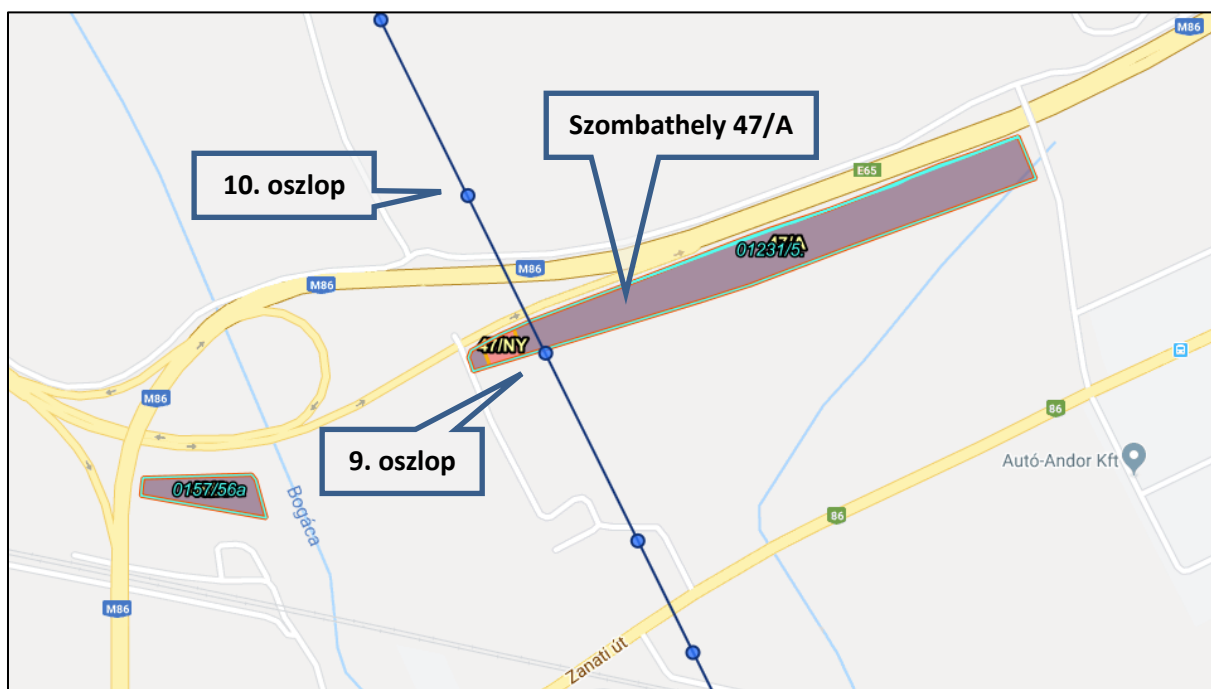 M86
Szombathely 47/A
10. oszlop
E65
47/A
01231/5
M86
M86
47/NY
M86
86
9. oszlop
Autó-Andor Kft
0157/56a
Bogáca
86
M86
Zanati út